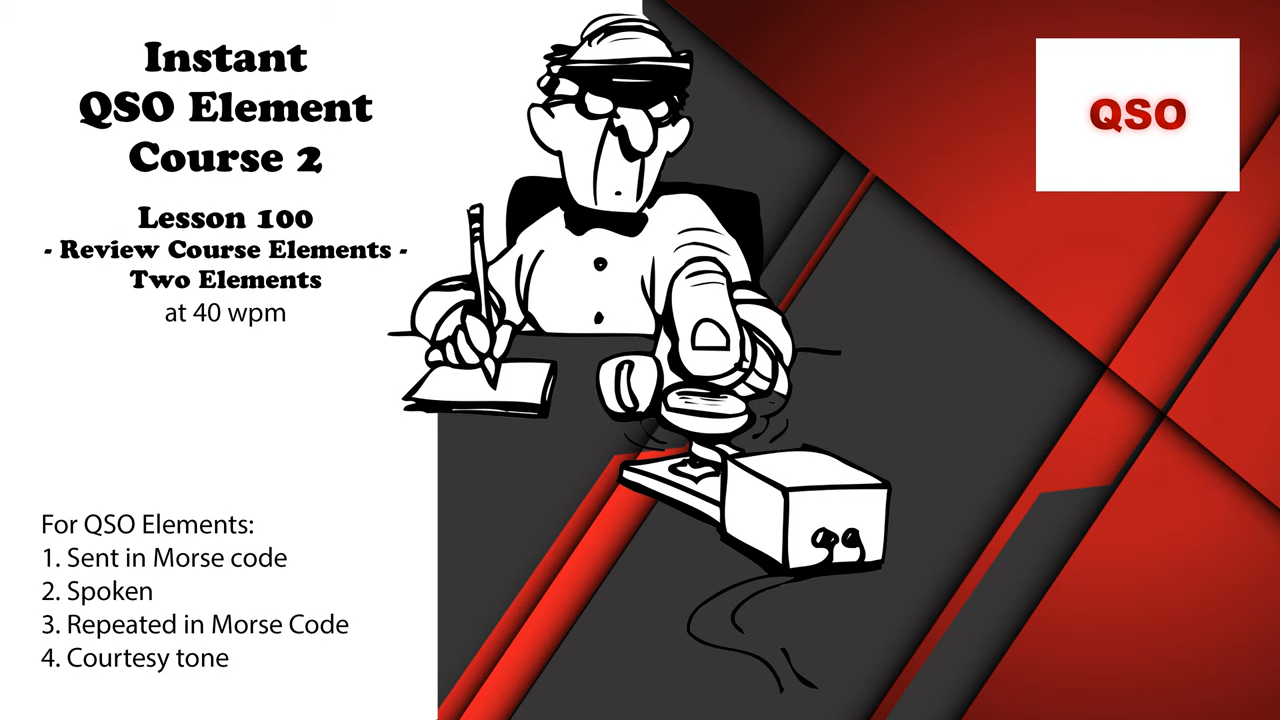 Instant
QSO Element
Course 2
Lesson 100
- Review Course Elements -
Two Elements
at 40 wpm
QSO
For QSO Elements:
1. Sent in Morse code
2. Spoken
3. Repeated in Morse Code
4. Courtesy tone